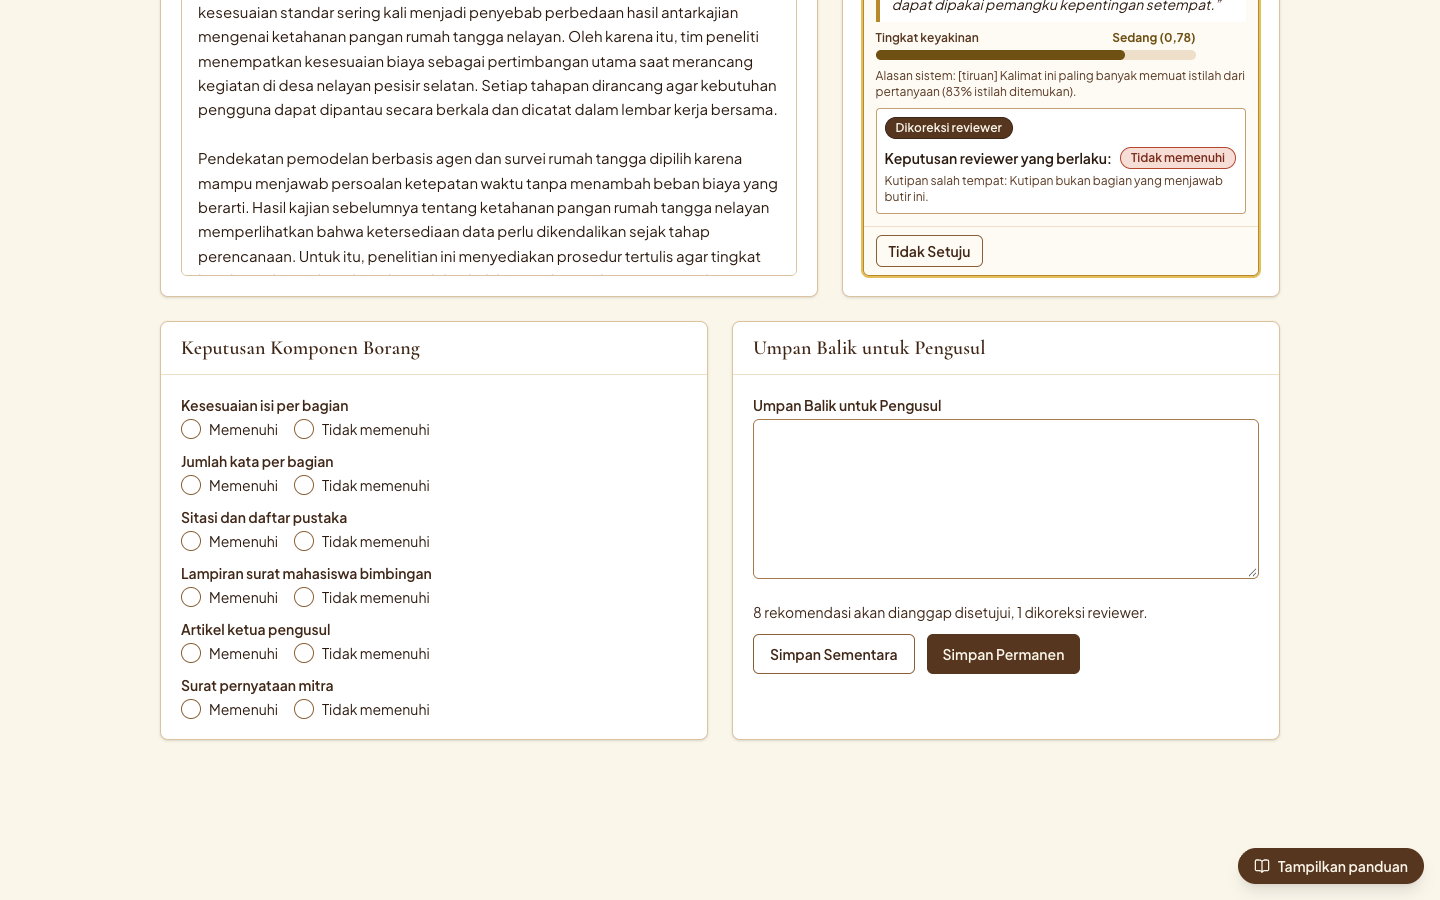 kesesuaian standar sering kali menjadi penyebab perbedaan hasil antarkajian
mengenai ketahanan pangan rumah tangga nelayan. Oleh karena itu, tim peneliti
menempatkan kesesuaian biaya sebagai pertimbangan utama saat merancang
kegiatan di desa nelayan pesisir selatan. Setiap tahapan dirancang agar kebutuhan
pengguna dapat dipantau secara berkala dan dicatat dalam lembar kerja bersama.
Pendekatan pemodelan berbasis agen dan survei rumah tangga dipilih karena
mampu menjawab persoalan ketepatan waktu tanpa menambah beban biaya yang
berarti. Hasil kajian sebelumnya tentang ketahanan pangan rumah tangga nelayan
memperlihatkan bahwa ketersediaan data perlu dikendalikan sejak tahap
perencanaan. Untuk itu, penelitian ini menyediakan prosedur tertulis agar tingkat
dapat dipakai pemangku kepentingan setempat."
Tingkat keyakinan
Sedang (0,78)
Alasan sistem: [tiruan] Kalimat ini paling banyak memuat istilah dari
pertanyaan (83% istilah ditemukan).
Dikoreksi reviewer
Keputusan reviewer yang berlaku: Tidak memenuhi
Kutipan salah tempat: Kutipan bukan bagian yang menjawab
butir ini.
Tidak Setuju
Keputusan Komponen Borang
Kesesuaian isi per bagian
Memenuhi Tidak memenuhi
Jumlah kata per bagian
Memenuhi Tidak memenuhi
Sitasi dan daftar pustaka
Memenuhi Tidak memenuhi
Lampiran surat mahasiswa bimbingan
Memenuhi Tidak memenuhi
Artikel ketua pengusul
Memenuhi Tidak memenuhi
Surat pernyataan mitra
Memenuhi Tidak memenuhi
Umpan Balik untuk Pengusul
Umpan Balik untuk Pengusul
8 rekomendasi akan dianggap disetujui, 1 dikoreksi reviewer.
Simpan Sementara
Simpan Permanen
Tampilkan panduan